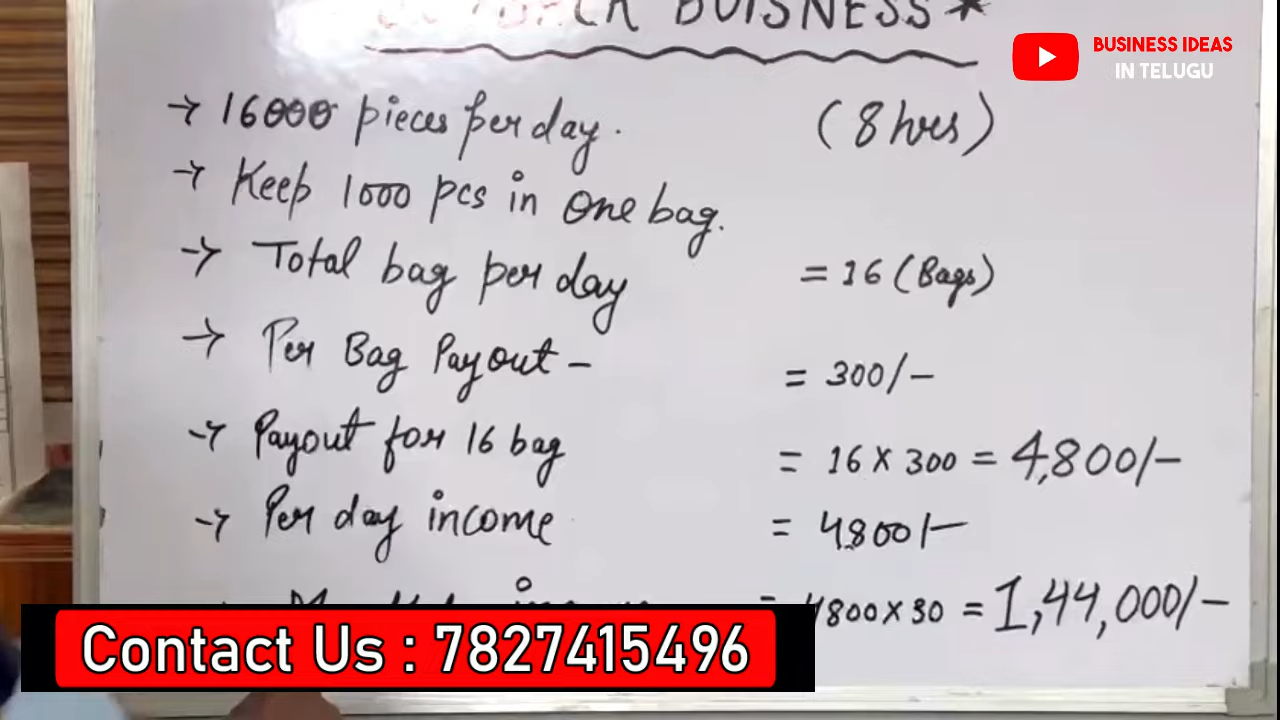 BUISNESS*
BUSINESS IDEAS
IN TELUGU
→ 16000 pieces per day. (8 hrs)
→ Keep 1000 pcs in one bag.
→ Total bag per day = 16 (Bags)
→ Per Bag Payout - = 300/-
→ Payout for 16 bag = 16 x 300 = 4,800/-
→ Per day income = 4800/-
= 4800 x 30 = 1,44,000/-
Contact Us : 7827415496